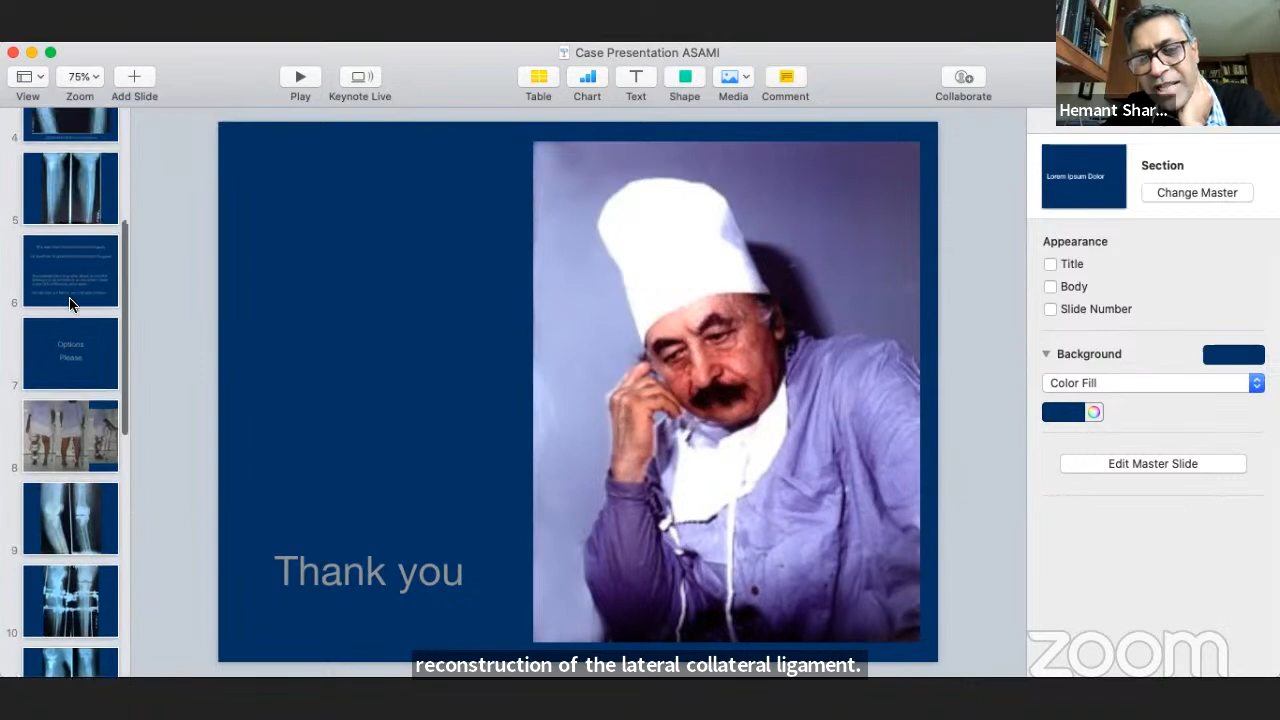 Case Presentation ASAMI
View
75%
Zoom
Add Slide
Play
Keynote Live
Table
Chart
Text
Shape
Media
Comment
Collaborate
Hemant Shar...
4
5
6
7
Options
Please
8
9
10
Thank you
Lorem Ipsum Dolor
Section
Change Master
Appearance
Title
Body
Slide Number
Background
Color Fill
Edit Master Slide
reconstruction of the lateral collateral ligament.
zoom